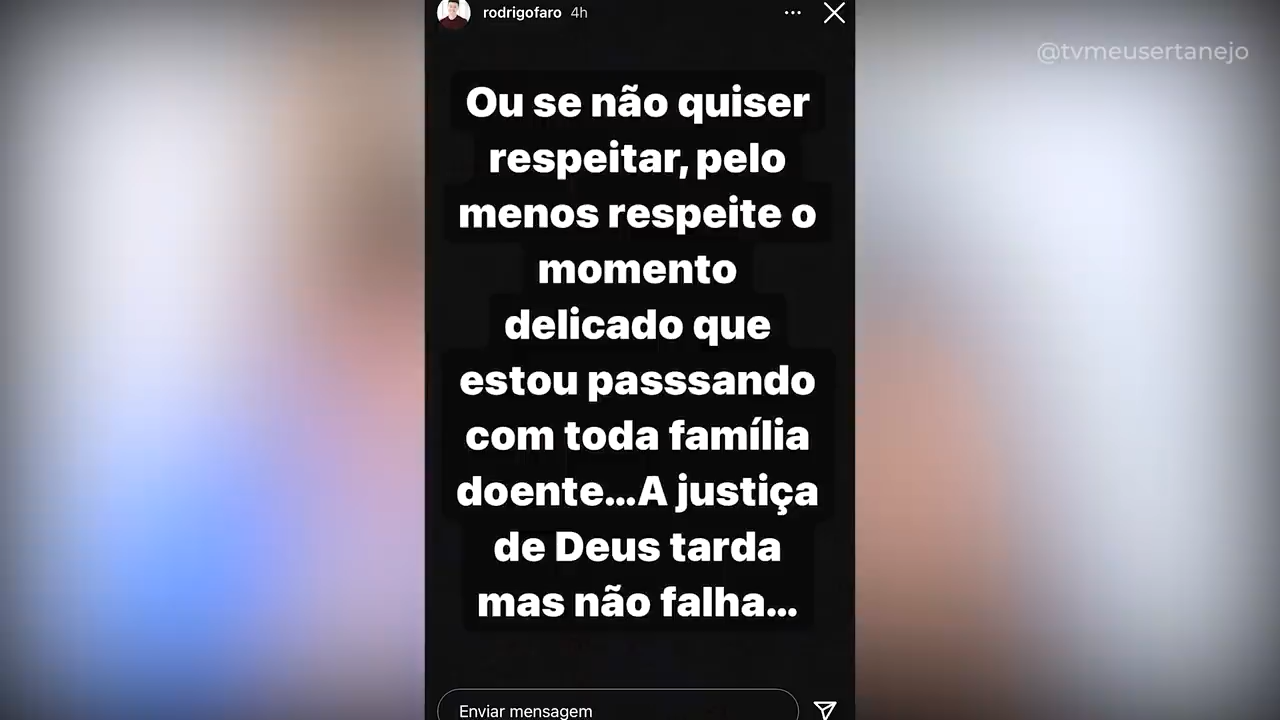 rodrigofaro 4h
@tvmeusertanejo
Ou se não quiser
respeitar, pelo
menos respeite o
momento
delicado que
estou passsando
com toda família
doente...A justiça
de Deus tarda
mas não falha...
Enviar mensagem